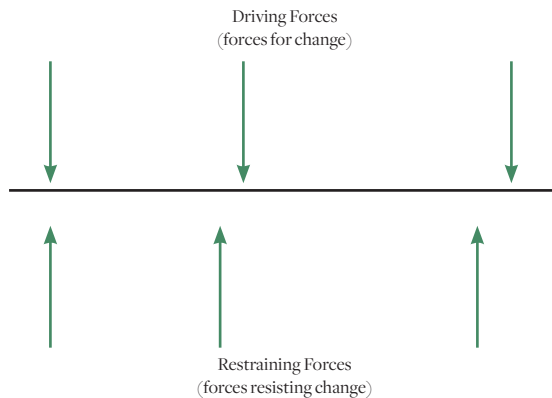 Driving Forces
(forces for change)
Restraining Forces
(forces resisting change)